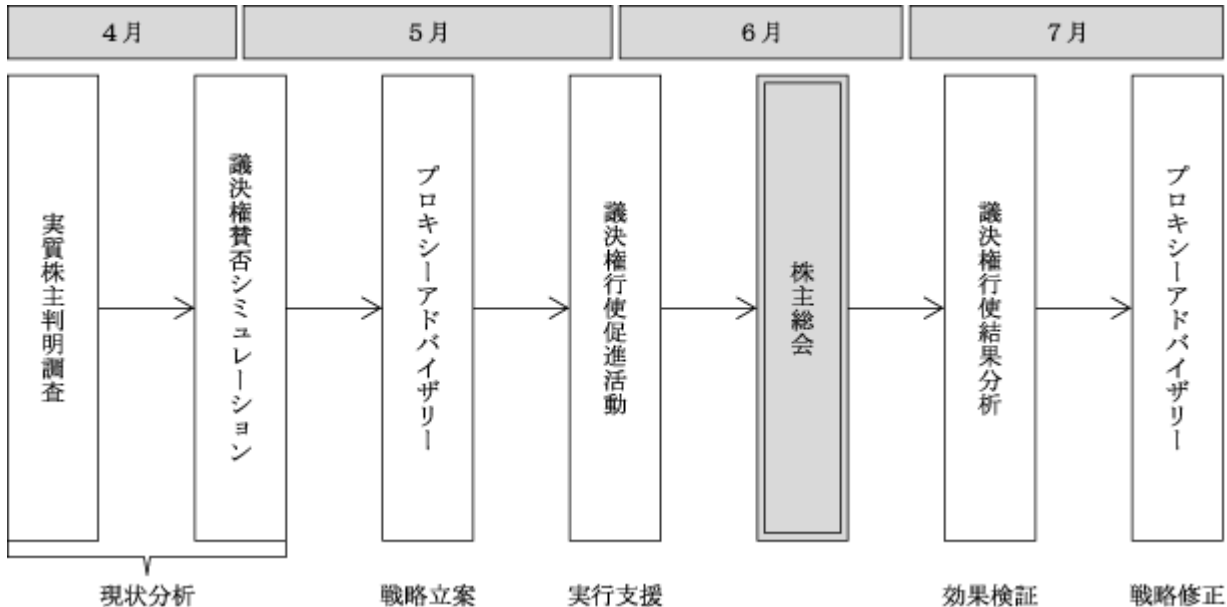 4月
5月
6月
7月
実質株主判明調査
議決権賛否シミュレーション
プロキシーアドバイザリー
議決権行使促進活動
株主総会
議決権行使結果分析
プロキシーアドバイザリー
現状分析
戦略立案
実行支援
効果検証
戦略修正